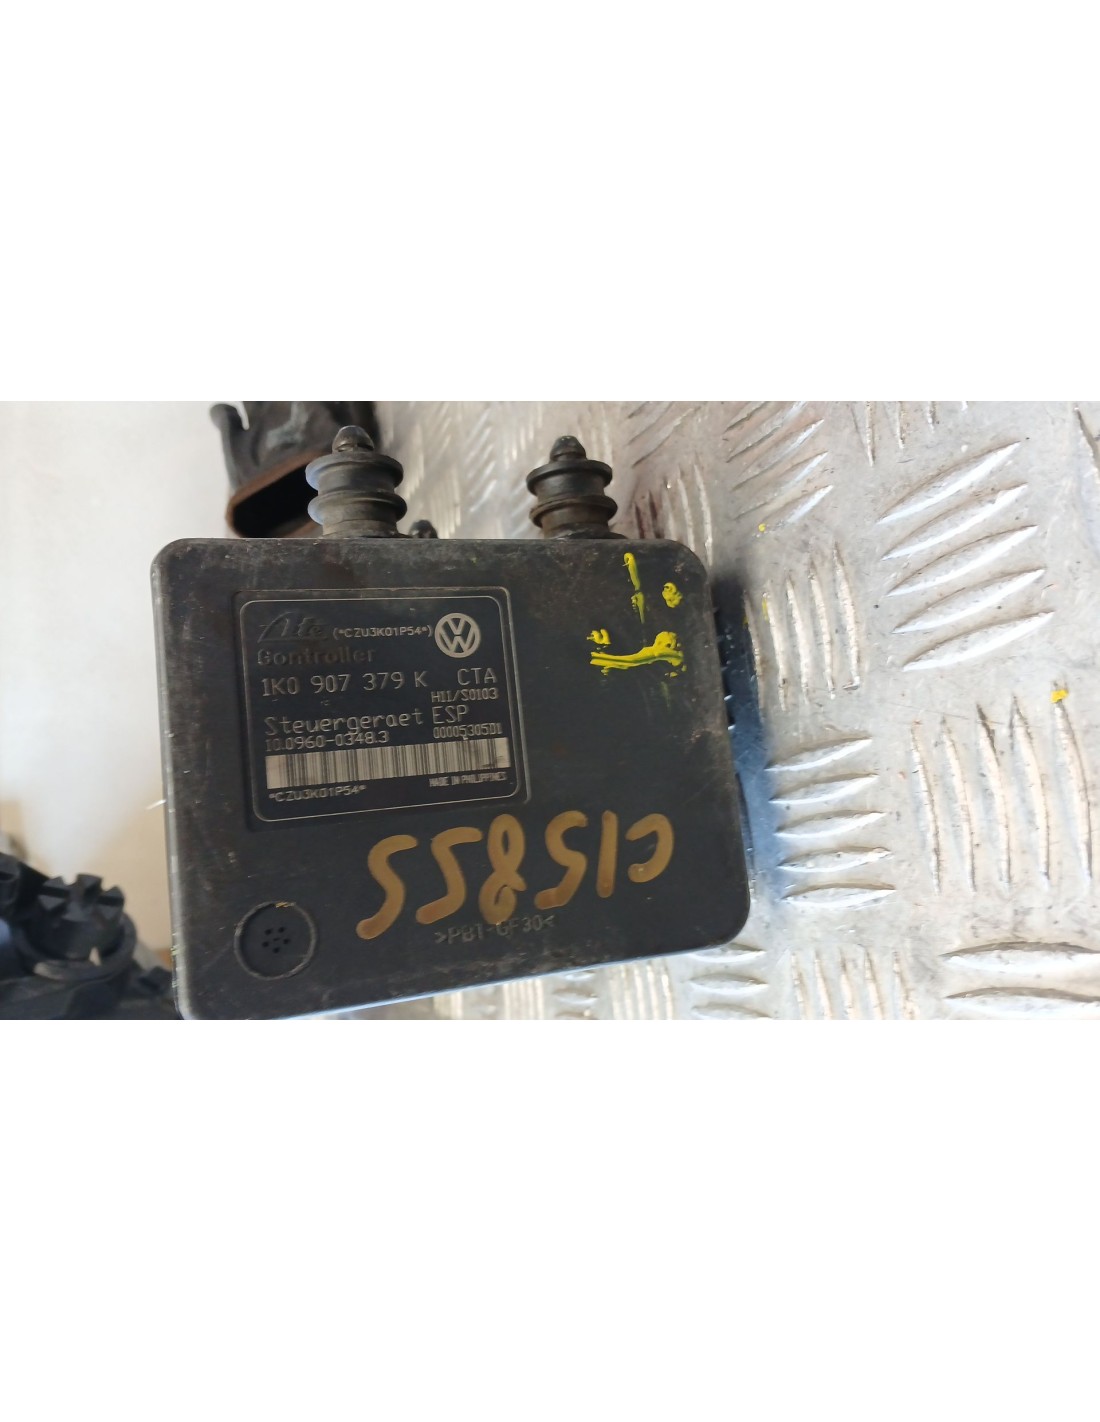 Ate (*CZU3K01P54*)
Controller
1K0 907 379 K CTA
H11/S0103
Steuergeraet ESP
10.0960-0348.3 00005305D1
MADE IN PHILIPPINES
*CZU3K01P54*
C15855
>PBT-GF30<